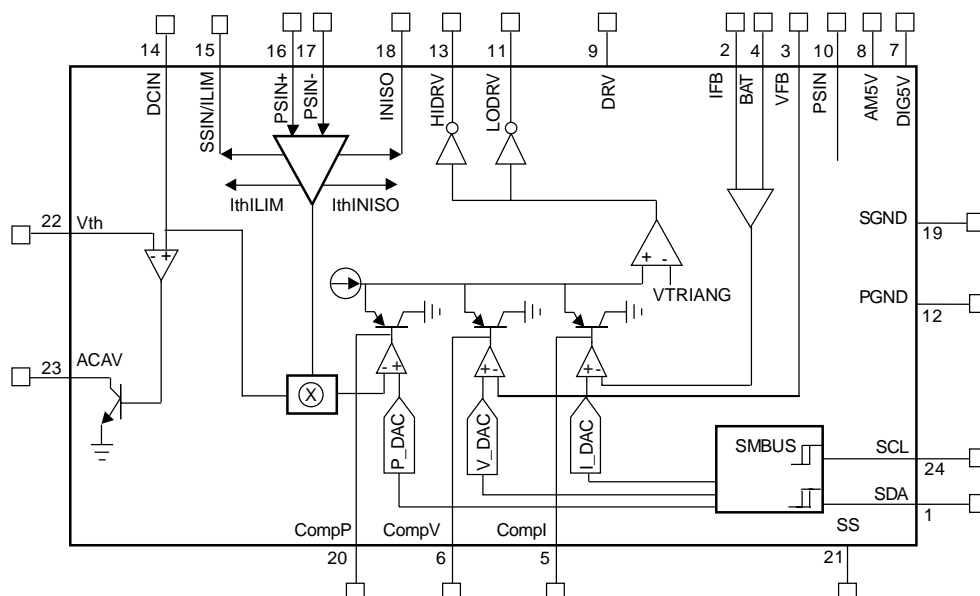 14
15
16
17
18
13
11
9
2
4
3
10
8
7
DCIN
SSIN/ILIM
PSIN+
PSIN-
INISO
HIDRV
LODRV
DRV
IFB
BAT
VFB
PSIN
AM5V
DIG5V
IthILIM
IthINISO
22
Vth
- +
SGND
19
+ -
VTRIANG
PGND
12
23
ACAV
X
- +
+ -
+ -
P_DAC
V_DAC
I_DAC
SMBUS
SCL
24
SDA
1
CompP
CompV
CompI
SS
20
6
5
21